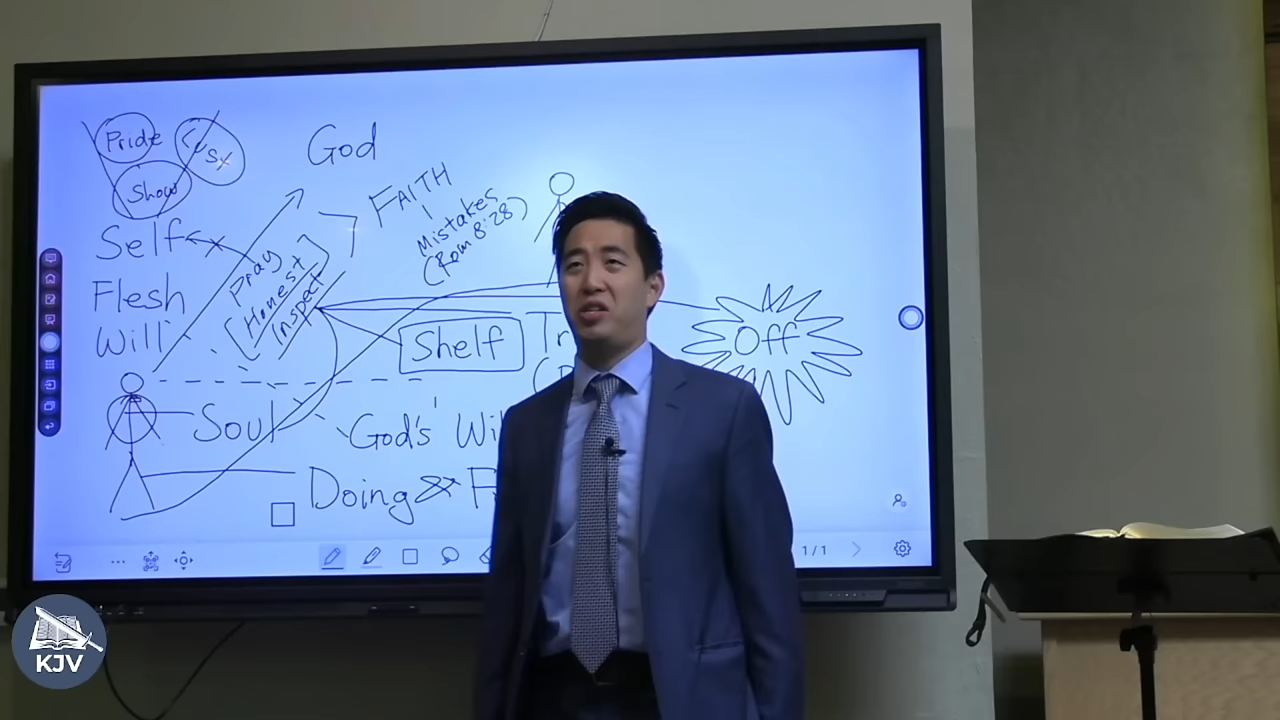 Pride
Show
God
FAITH
Mistakes
(Rom 8:28)
Self
Flesh
Will
Pray
Honest
Inspect
Shelf
Off
Soul
God's Wi
Doing &
1/1
KJV